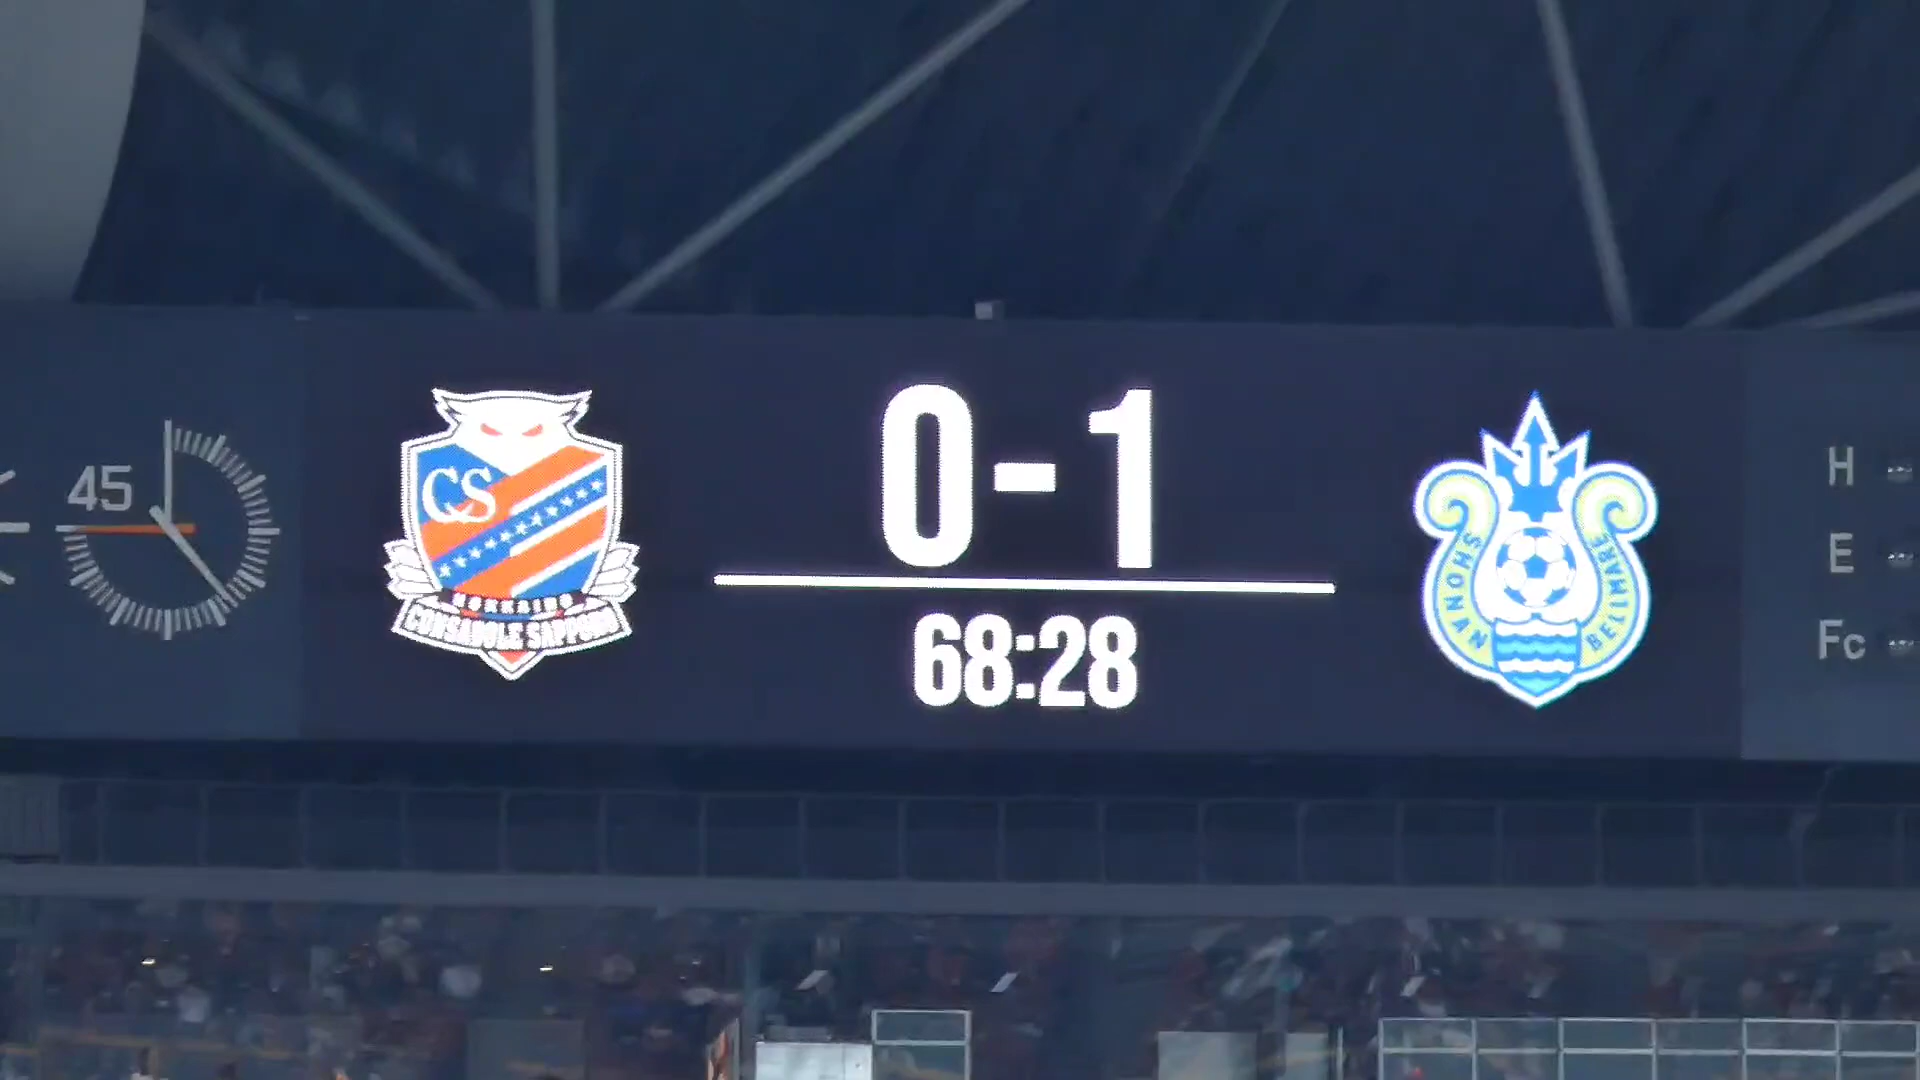 0-1
68:28
45
CS
HOKKAIDO
CONSADOLE SAPPORO
SHONAN BELLMARE
H
E
Fc